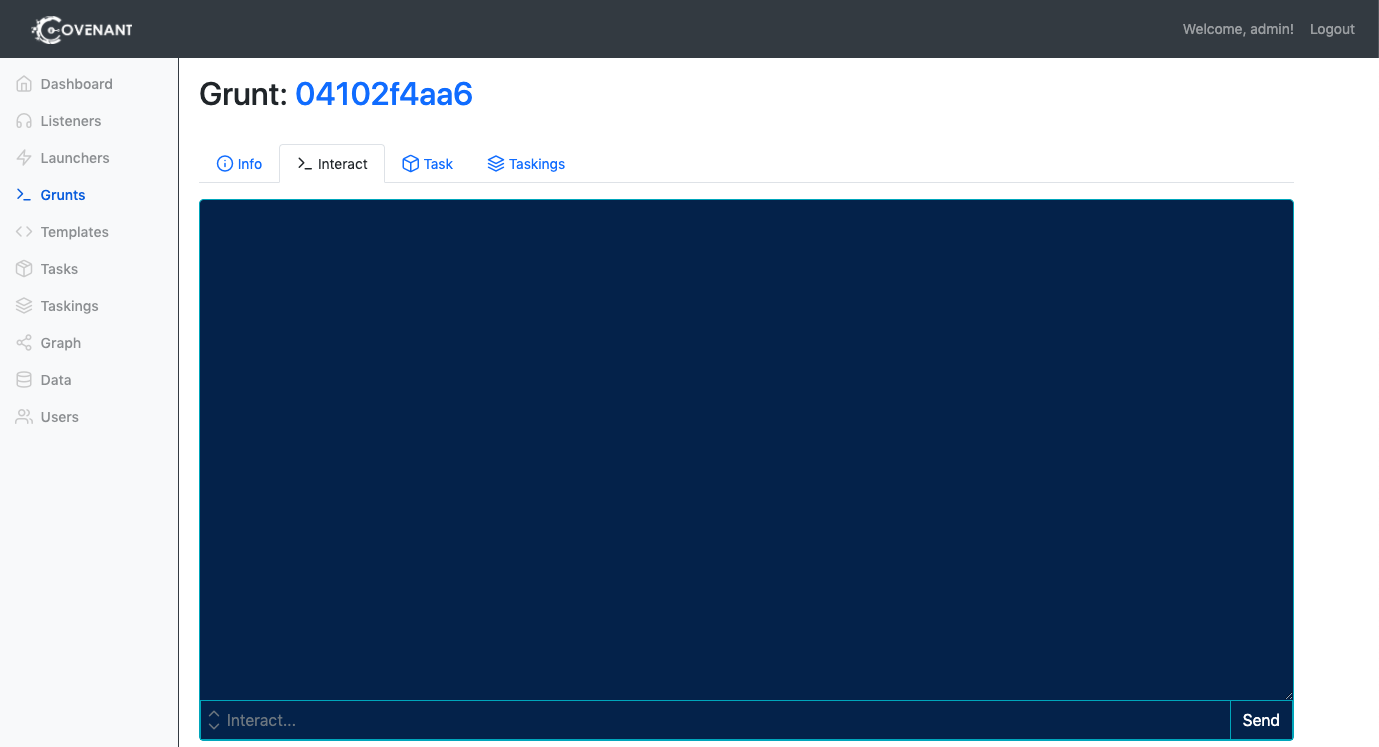 COVENANT
Welcome, admin!
Logout
Dashboard
Listeners
Launchers
Grunts
Templates
Tasks
Taskings
Graph
Data
Users
Grunt: 04102f4aa6
Info
Interact
Task
Taskings
Interact...
Send